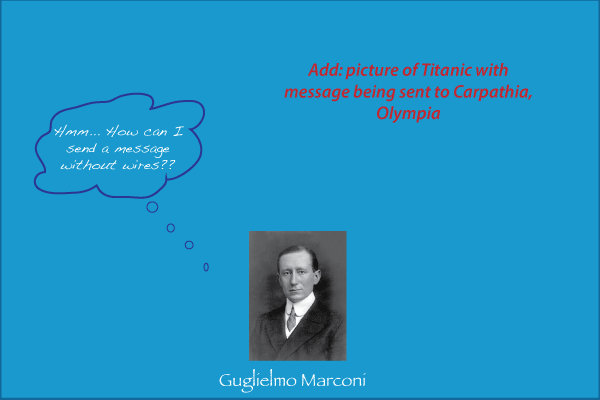 Add: picture of Titanic with
message being sent to Carpathia,
Olympia
Hmm... How can I
send a message
without wires??
Guglielmo Marconi